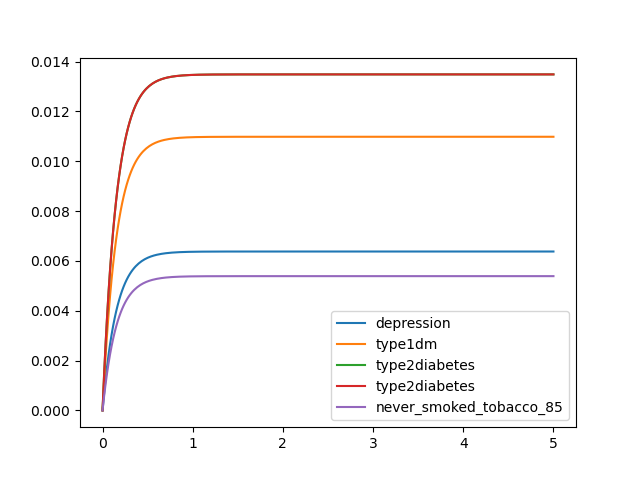 0.014
0.012
0.010
0.008
0.006
0.004
0.002
0.000
depression
type1dm
type2diabetes
type2diabetes
never_smoked_tobacco_85
0 1 2 3 4 5